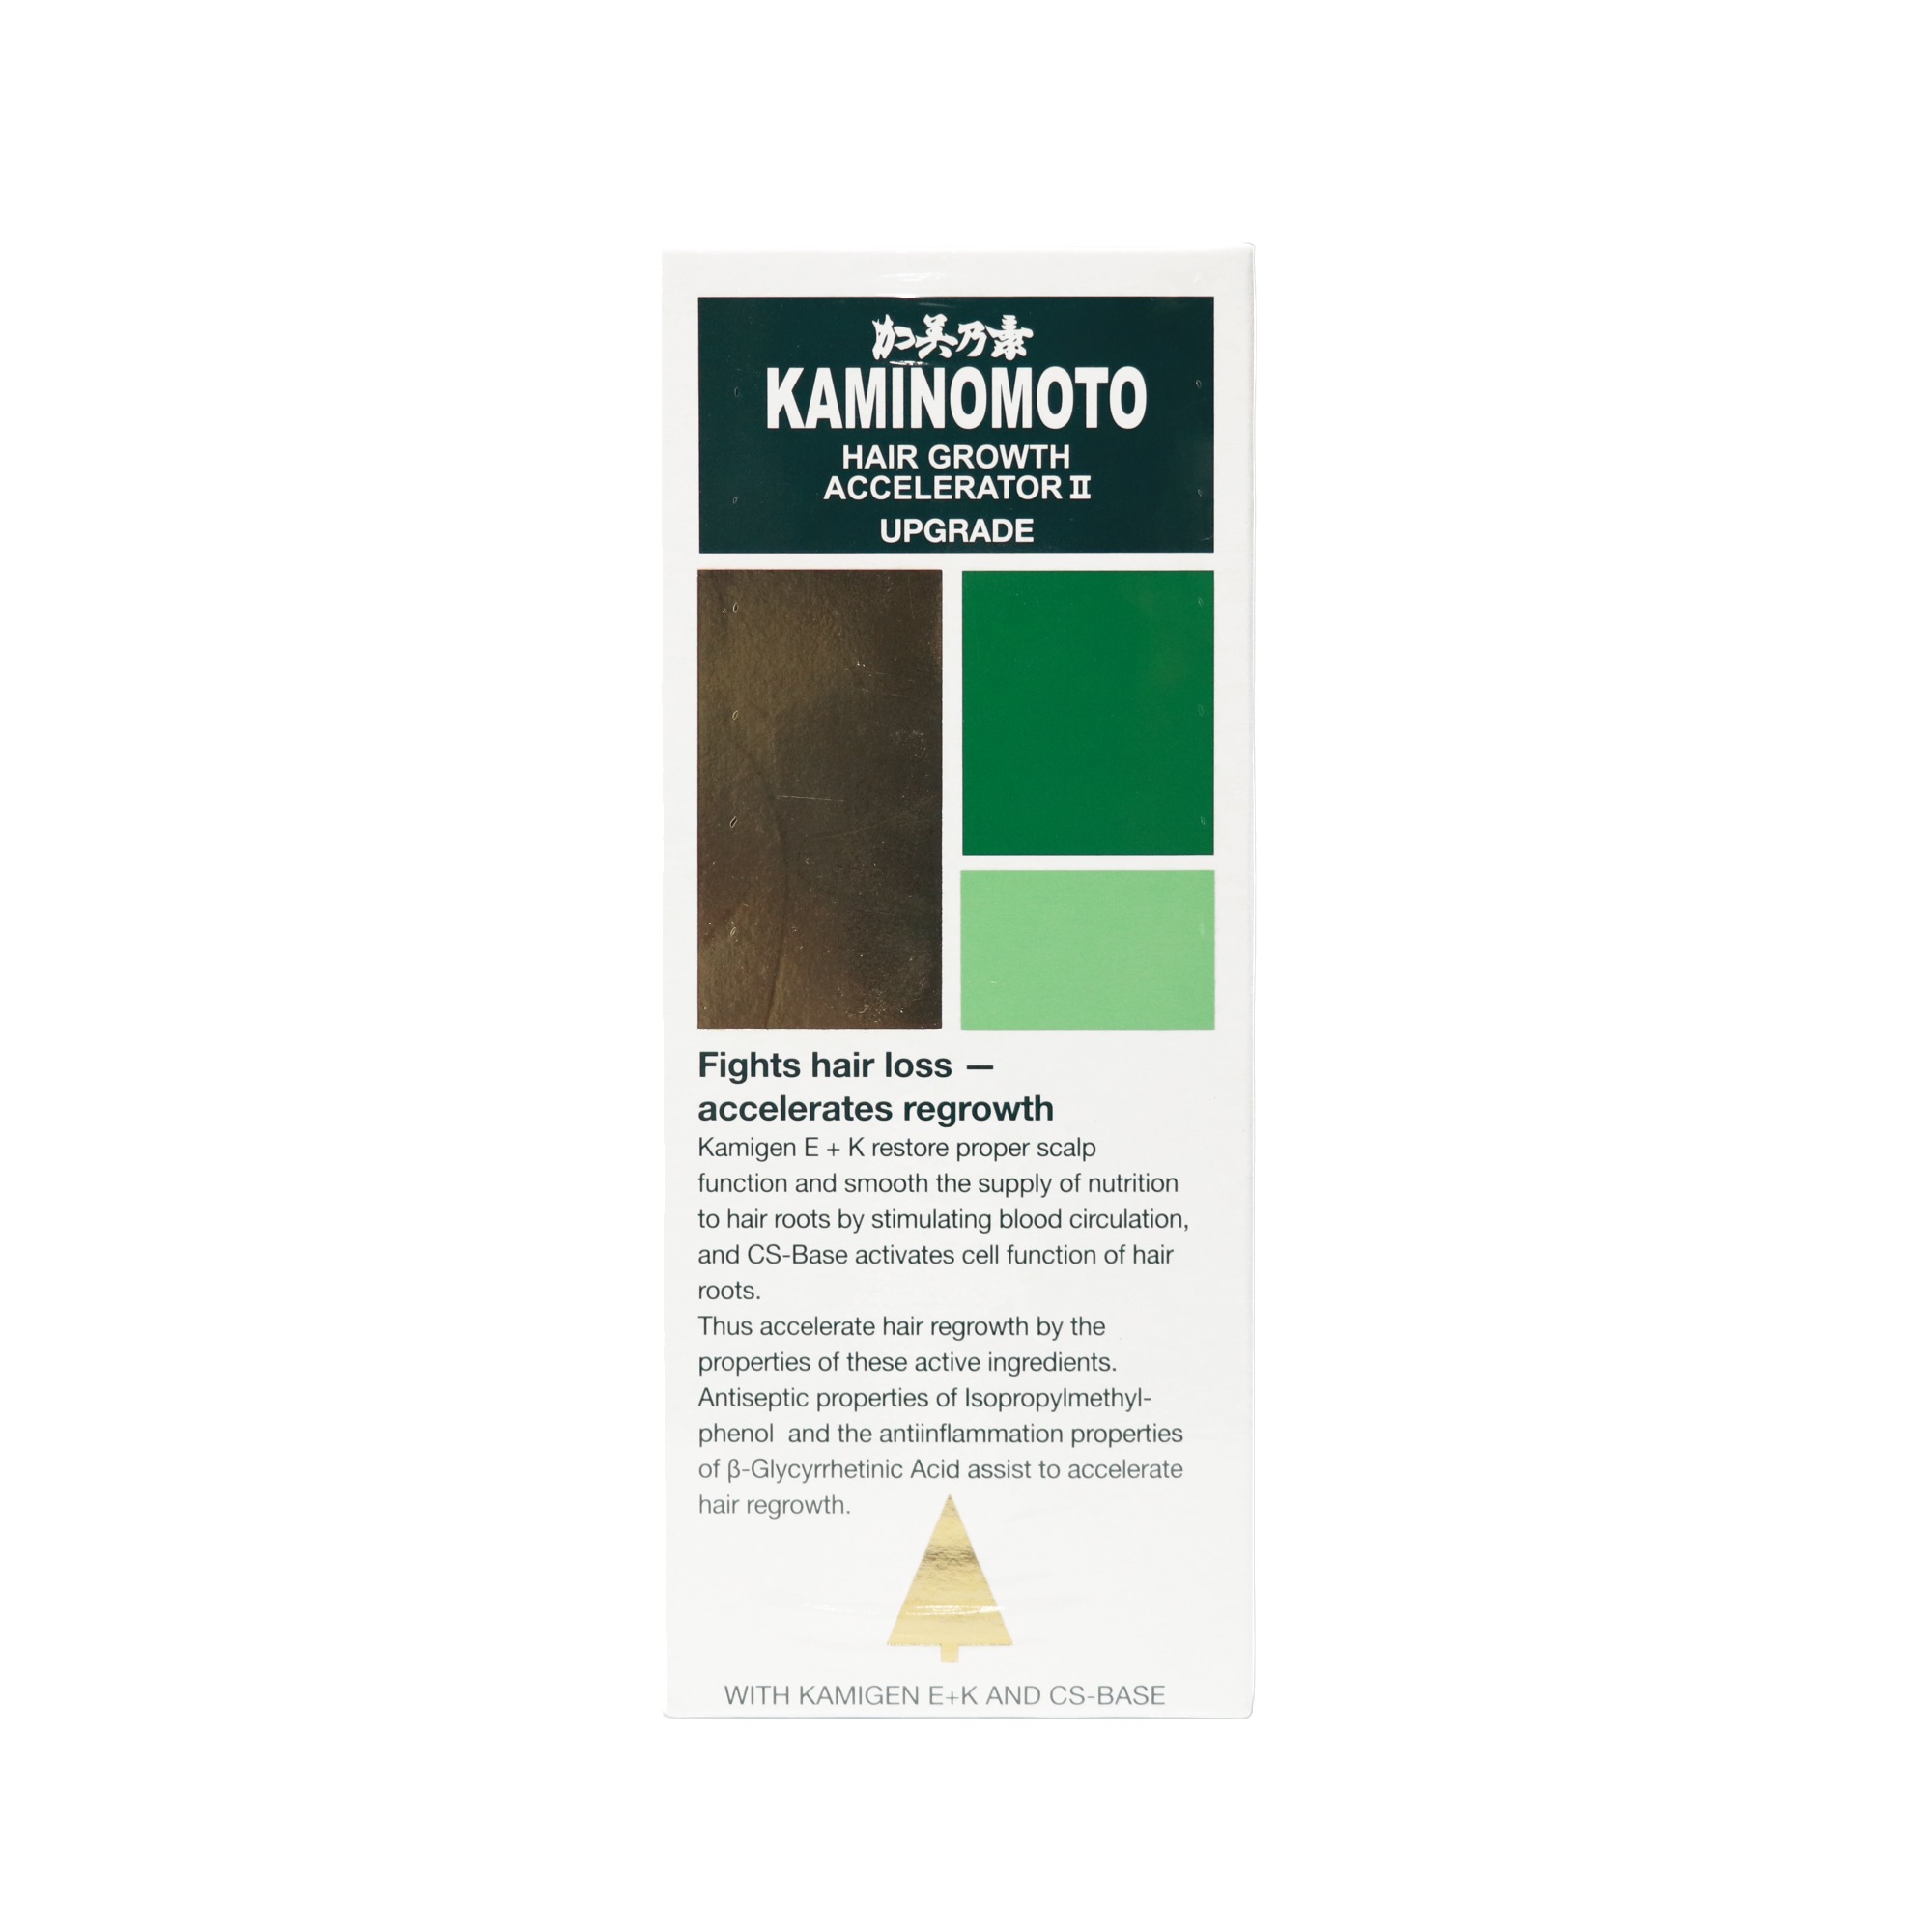 加美乃素
KAMINOMOTO
HAIR GROWTH
ACCELERATOR II
UPGRADE
Fights hair loss —
accelerates regrowth
Kamigen E + K restore proper scalp
function and smooth the supply of nutrition
to hair roots by stimulating blood circulation,
and CS-Base activates cell function of hair
roots.
Thus accelerate hair regrowth by the
properties of these active ingredients.
Antiseptic properties of Isopropylmethyl-
phenol and the antiinflammation properties
of β-Glycyrrhetinic Acid assist to accelerate
hair regrowth.
WITH KAMIGEN E+K AND CS-BASE